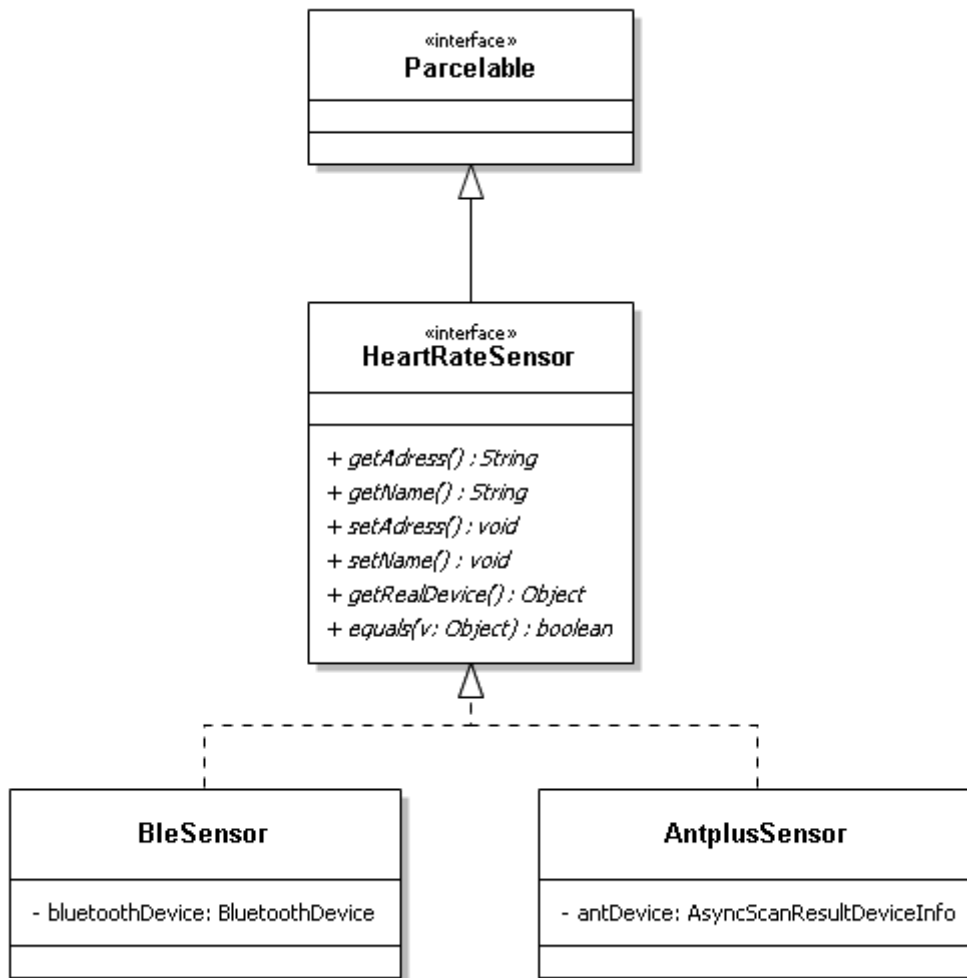 «interface»
Parcelable
«interface»
HeartRateSensor
+ getAdress() : String
+ getName() : String
+ setAdress() : void
+ setName() : void
+ getRealDevice() : Object
+ equals(v: Object) : boolean
BleSensor
- bluetoothDevice: BluetoothDevice
AntplusSensor
- antDevice: AsyncScanResultDeviceInfo